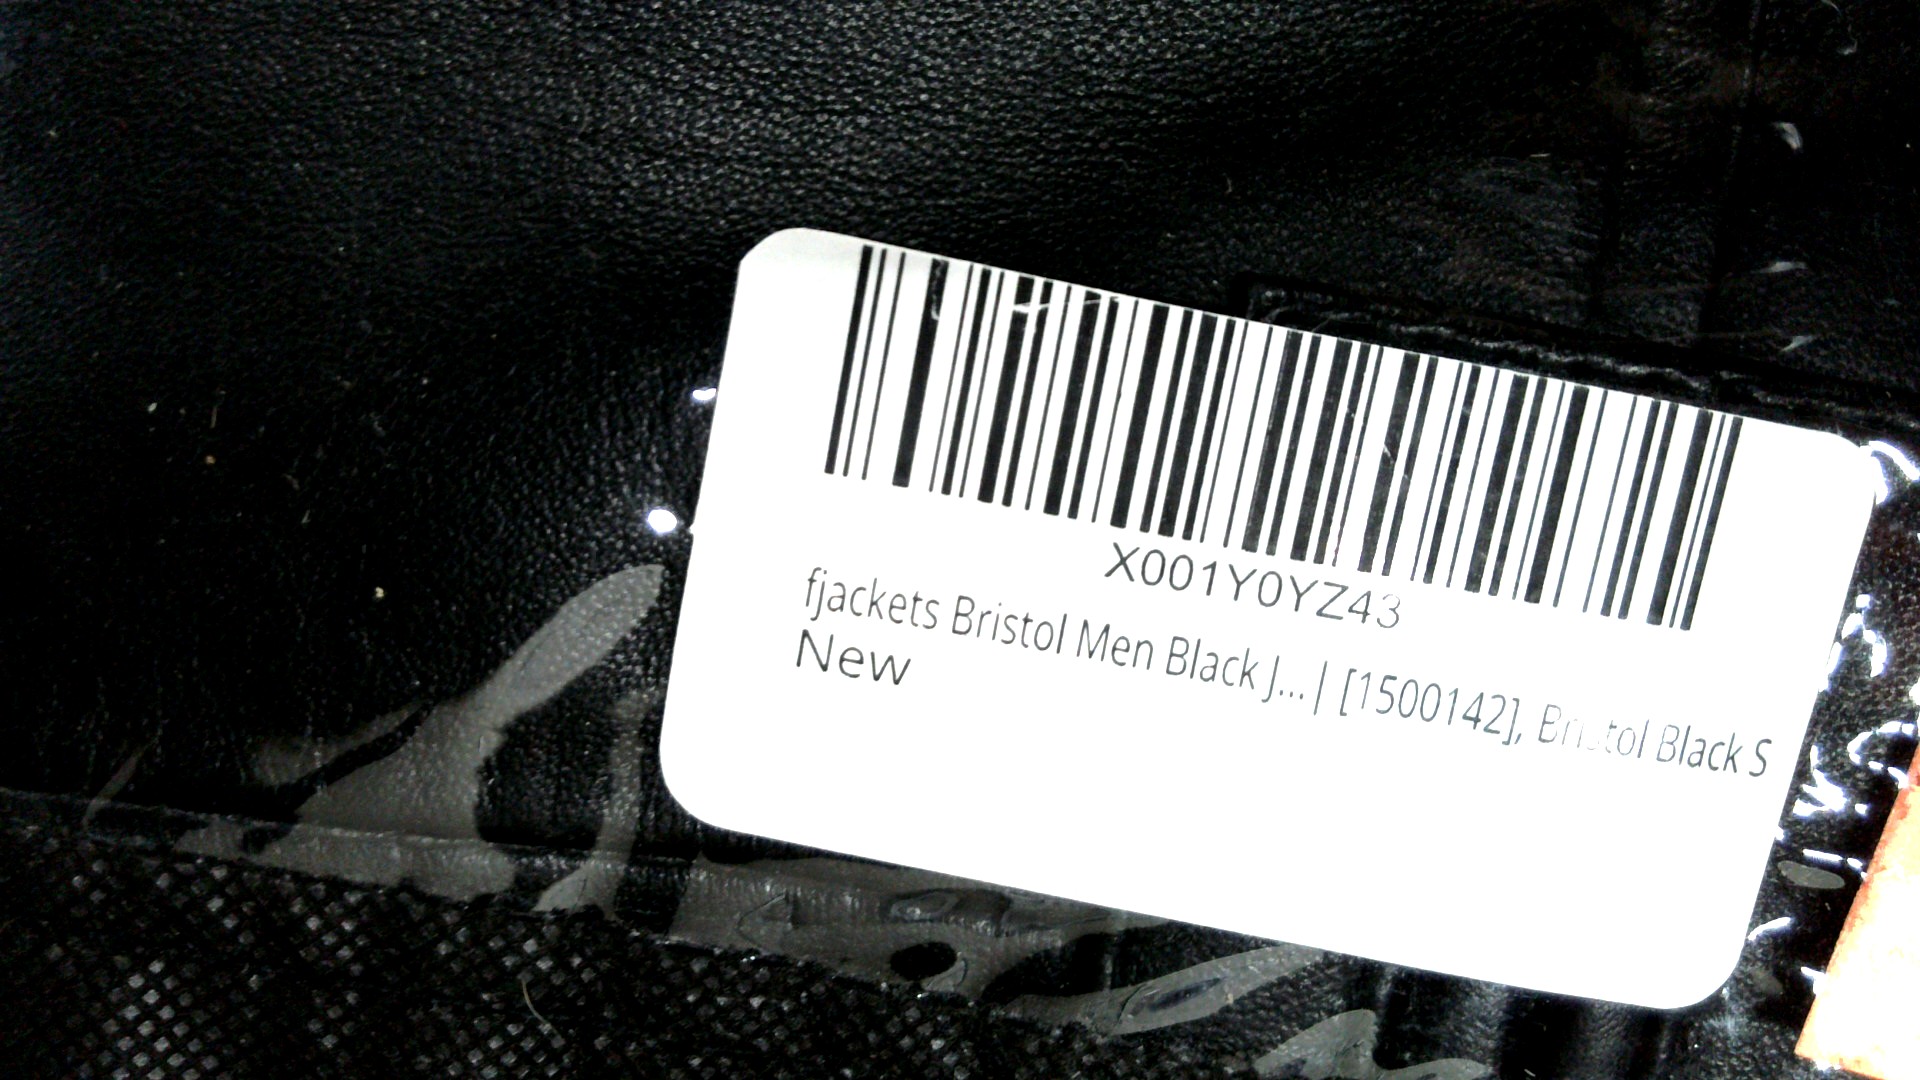 X001Y0YZ43
fjackets Bristol Men Black J...| [1500142], Bristol Black S
New